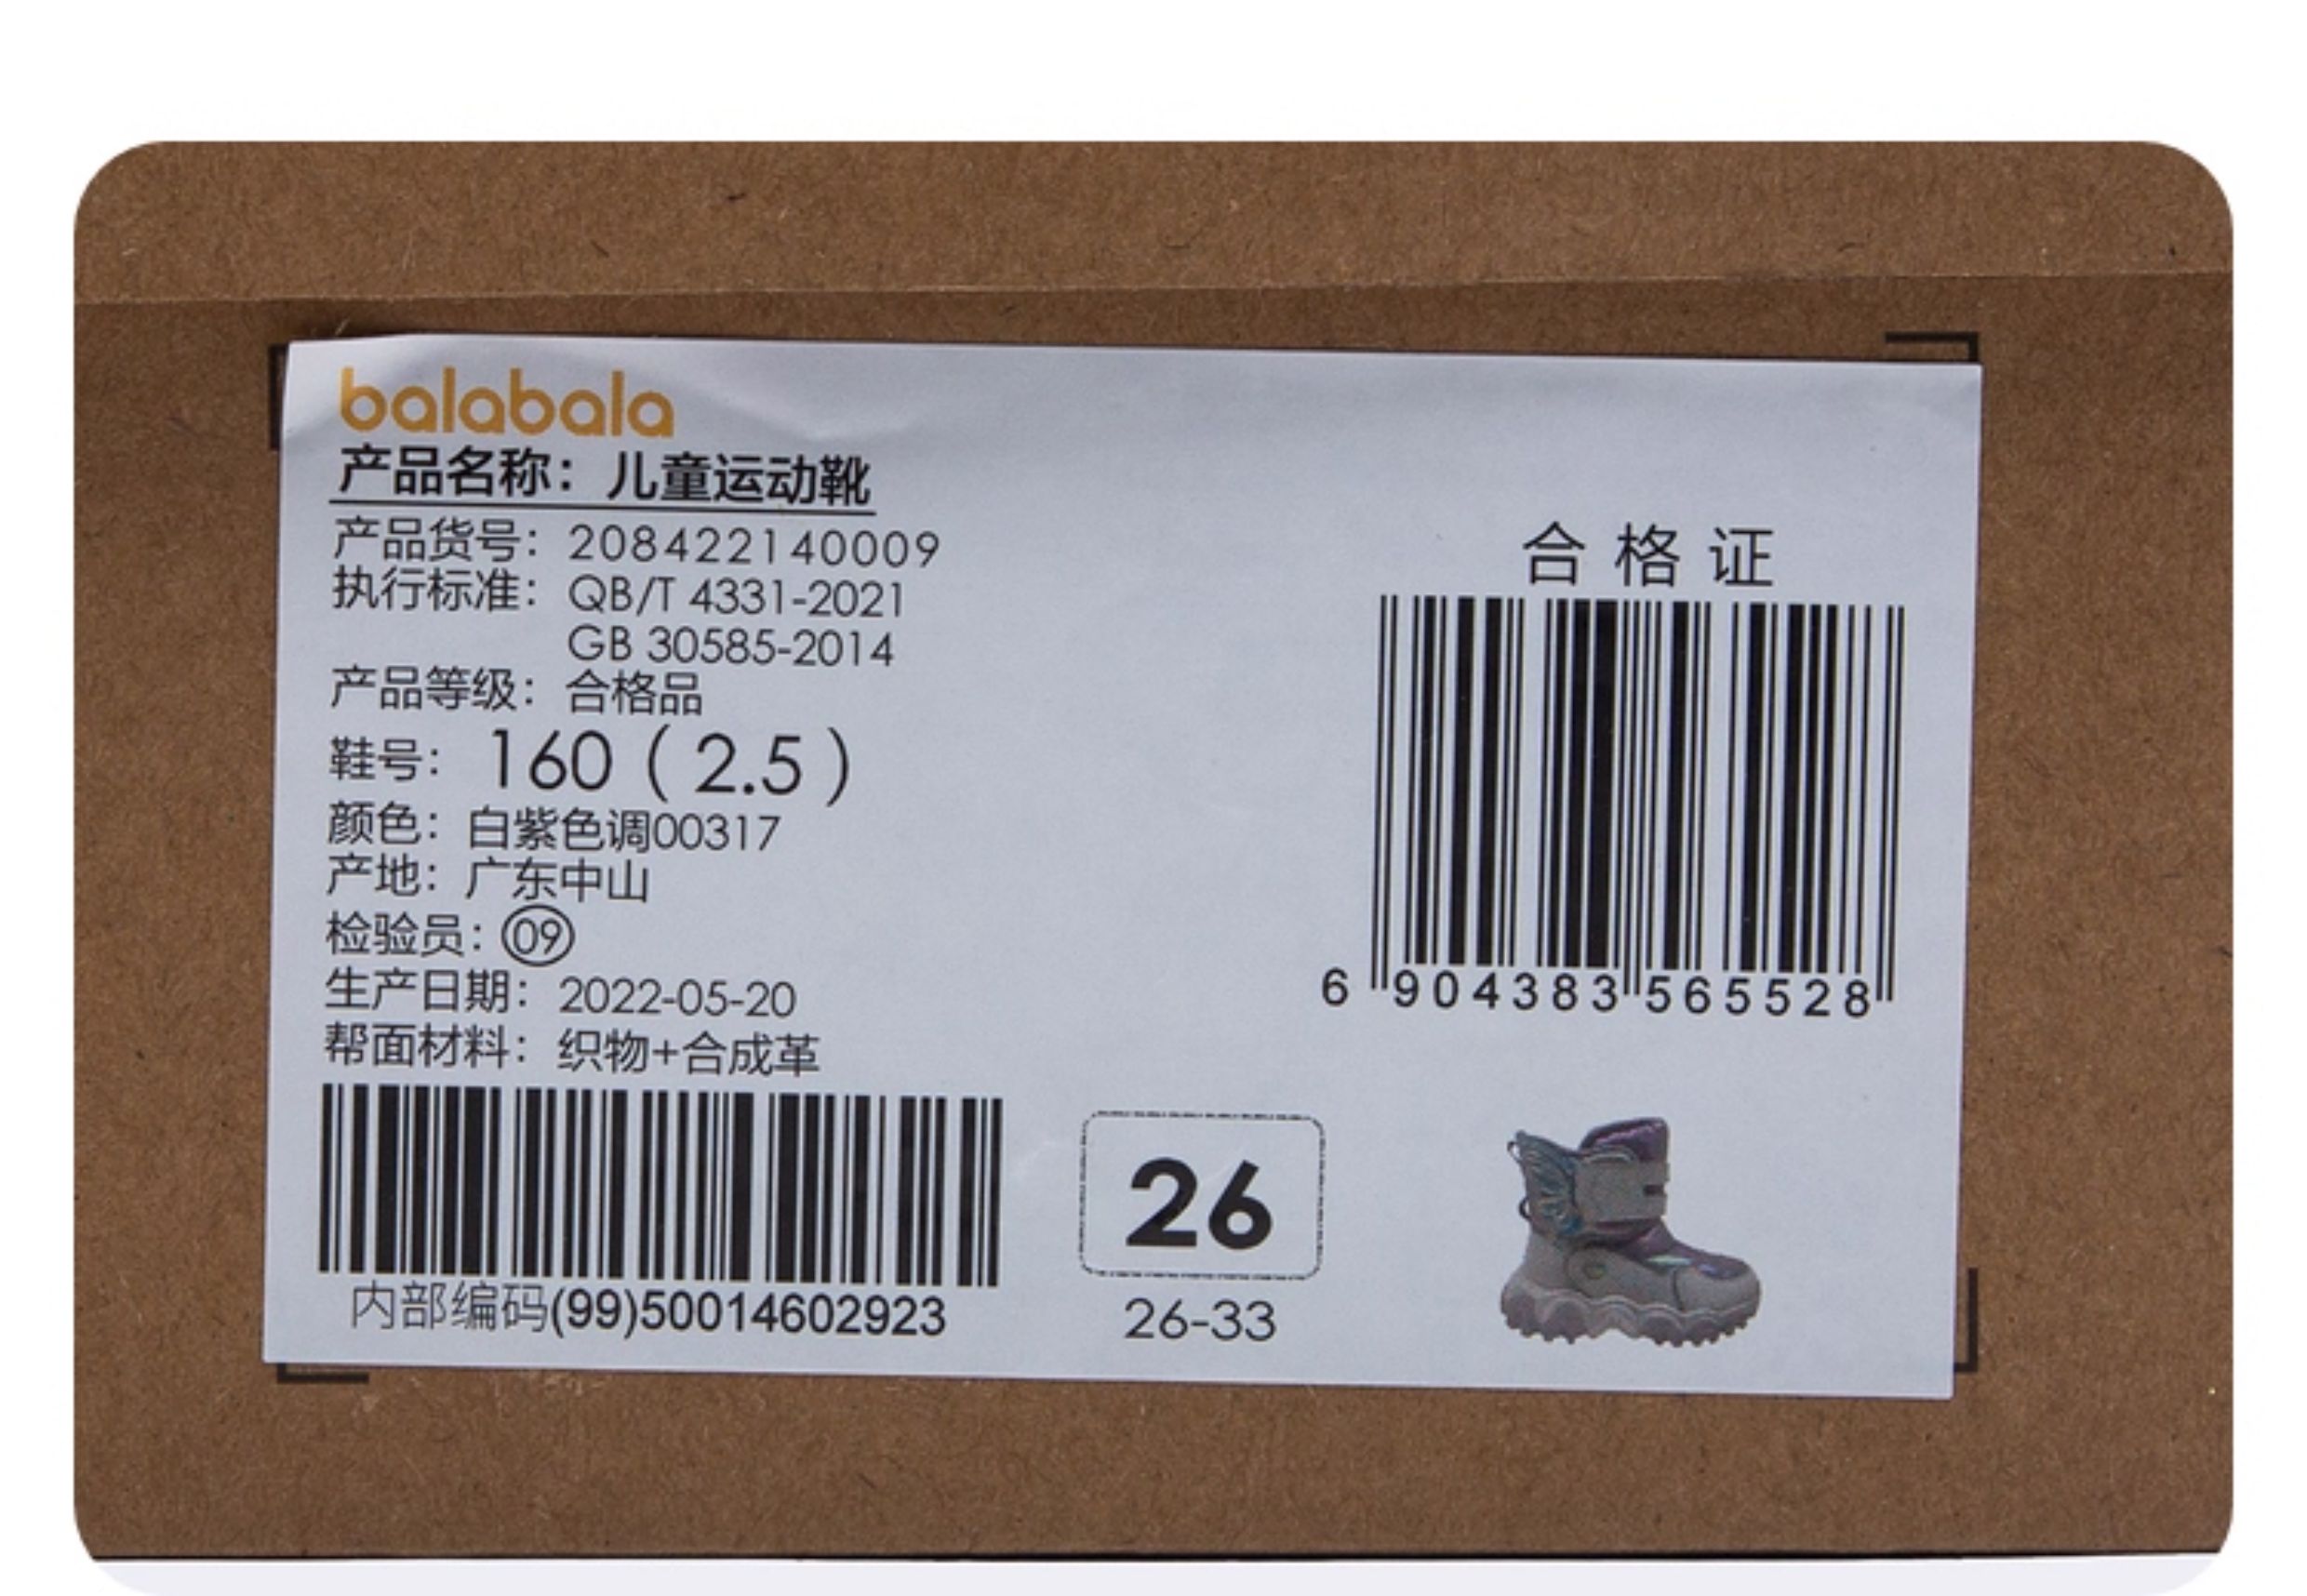 balabala
产品名称：儿童运动靴
产品货号：208422140009
执行标准：QB/T 4331-2021
GB 30585-2014
产品等级：合格品
鞋号：160（2.5）
颜色：白紫色调00317
产地：广东中山
检验员：09
生产日期：2022-05-20
帮面材料：织物+合成革
内部编码(99)50014602923
26
26-33
合格证
6 904383 565528